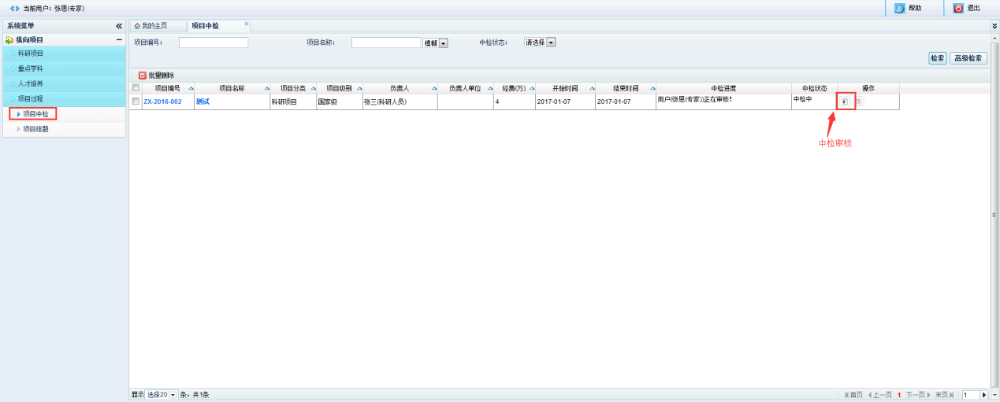 当前用户：张思(专家)
帮助
退出
系统菜单
纵向项目
科研项目
重点学科
人才培养
项目过程
项目中检
项目结题
我的主页
项目中检
项目编号：
项目名称：
模糊
中检状态：
请选择
检索
高级检索
批量删除
项目编号 项目名称 项目分类 项目级别 负责人 负责人单位 经费(万) 开始时间 结束时间 中检进度 中检状态 操作
ZX-2016-002 测试 科研项目 国家级 张三(科研人员) 4 2017-01-07 2017-01-07 用户(张思(专家))正在审核! 中检中
中检审核
显示 选择20 条，共1条
首页 上一页 1 下一页 末页 1